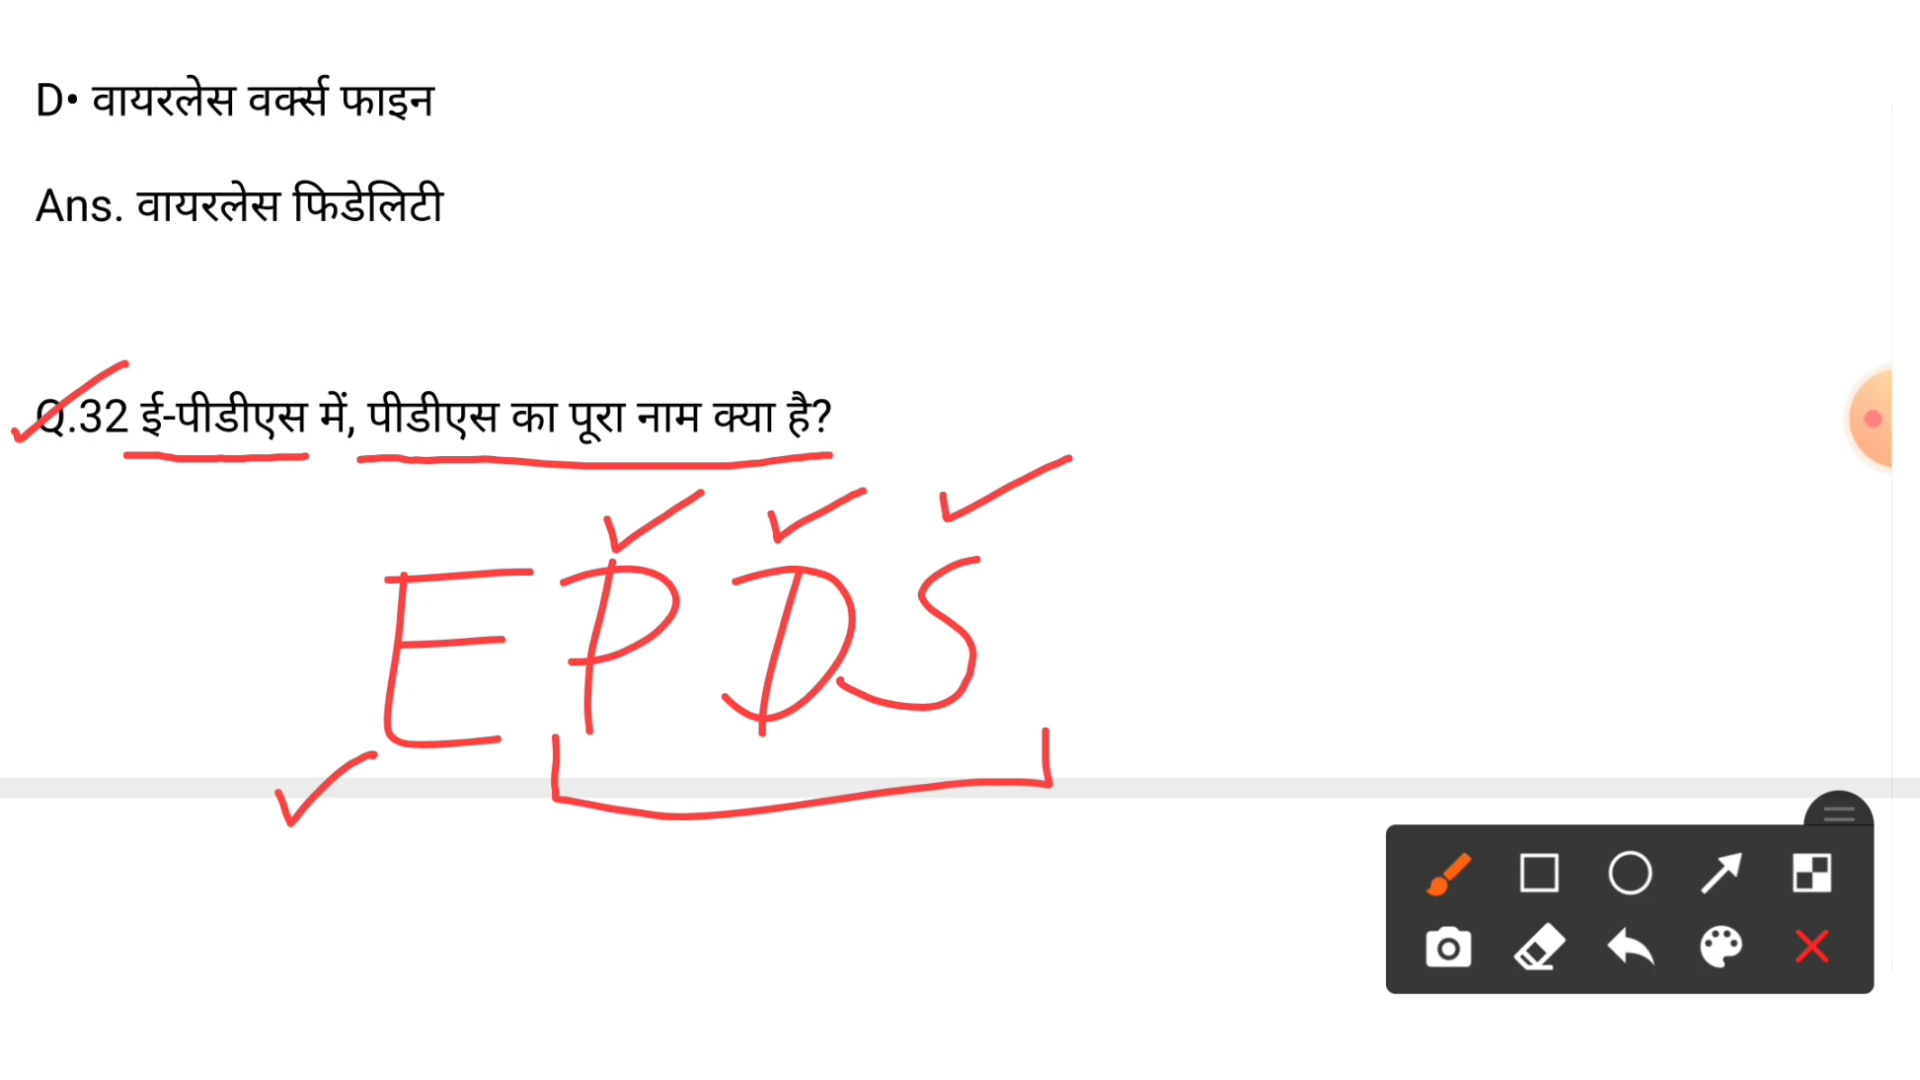 D• वायरलेस वर्क्स फाइन
Ans. वायरलेस फिडेलिटी
Q.32 ई-पीडीएस में, पीडीएस का पूरा नाम क्या है?
EPDS